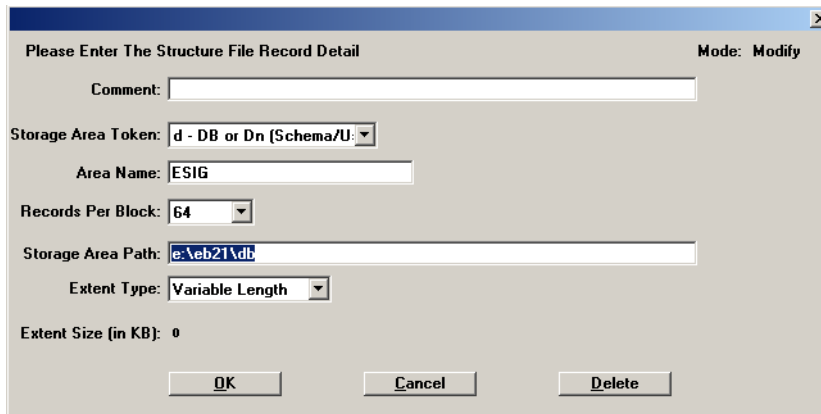 Please Enter The Structure File Record Detail Mode: Modify
Comment:
Storage Area Token: d - DB or Dn (Schema/U:
Area Name: ESIG
Records Per Block: 64
Storage Area Path: e:\eb21\db
Extent Type: Variable Length
Extent Size (in KB): 0
OK Cancel Delete